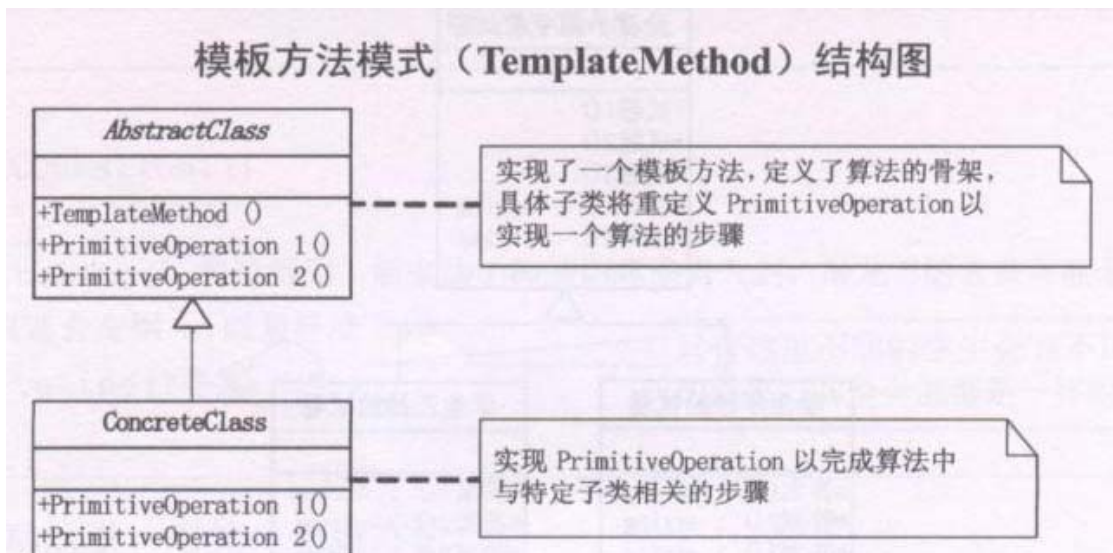 模板方法模式（TemplateMethod）结构图
AbstractClass
+TemplateMethod ()
+PrimitiveOperation 1()
+PrimitiveOperation 2()
实现了一个模板方法，定义了算法的骨架，
具体子类将重定义 PrimitiveOperation 以
实现一个算法的步骤
ConcreteClass
+PrimitiveOperation 1()
+PrimitiveOperation 2()
实现 PrimitiveOperation 以完成算法中
与特定子类相关的步骤